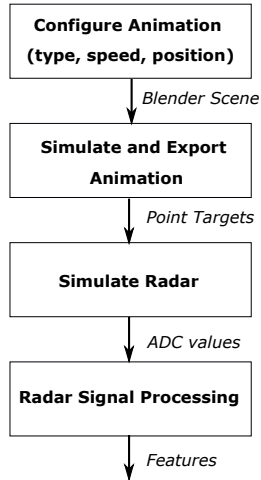 Configure Animation
(type, speed, position)
Blender Scene
Simulate and Export
Animation
Point Targets
Simulate Radar
ADC values
Radar Signal Processing
Features